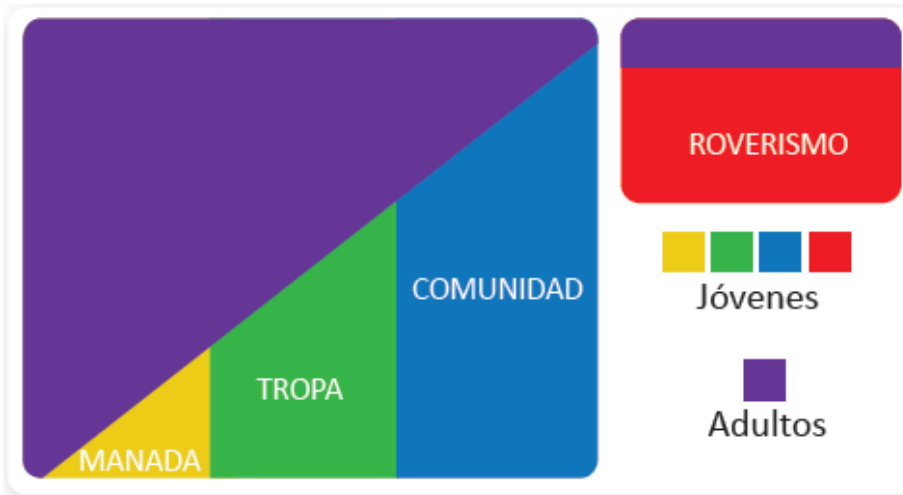 MANADA
TROPA
COMUNIDAD
ROVERISMO
Jóvenes
Adultos